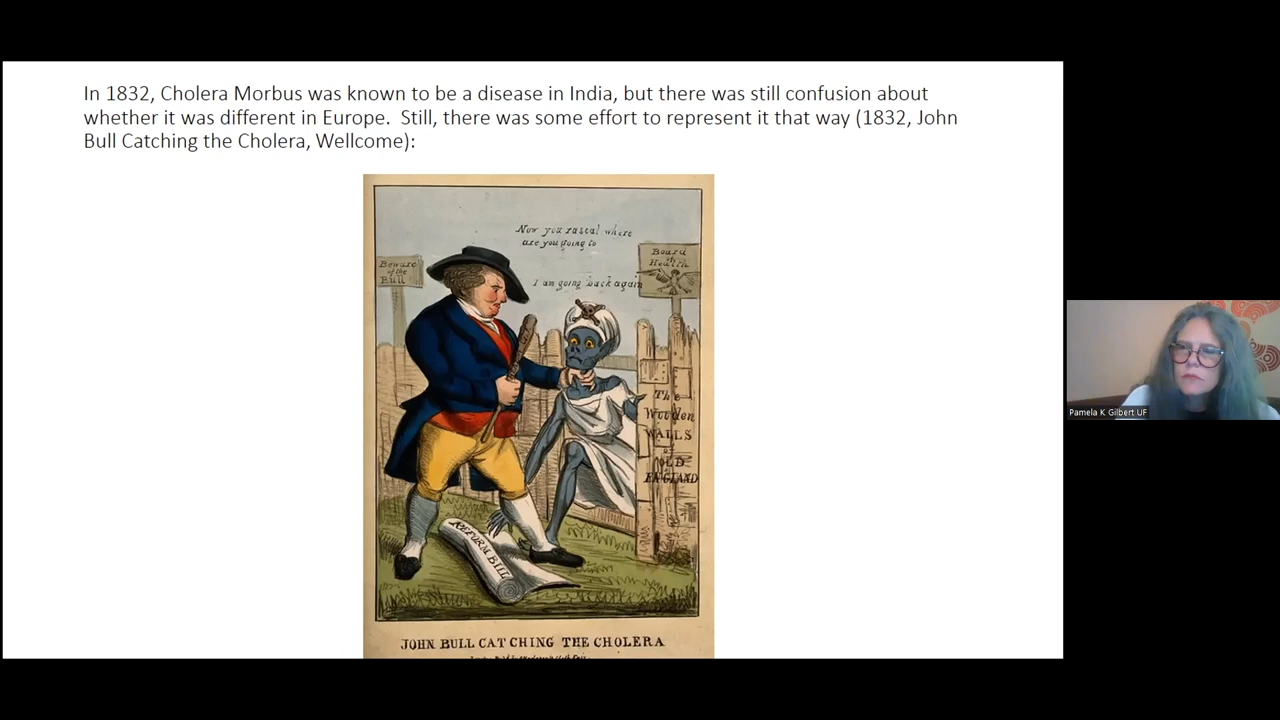 In 1832, Cholera Morbus was known to be a disease in India, but there was still confusion about
whether it was different in Europe.  Still, there was some effort to represent it that way (1832, John
Bull Catching the Cholera, Wellcome):
Now you rascal where
are you going to
I am going back again
Beware
of the
Bull
Board
of
Health
The
Wooden
WALLS
of
OLD
ENGLAND
REFORM BILL
JOHN BULL CATCHING THE CHOLERA
Pamela K Gilbert UF